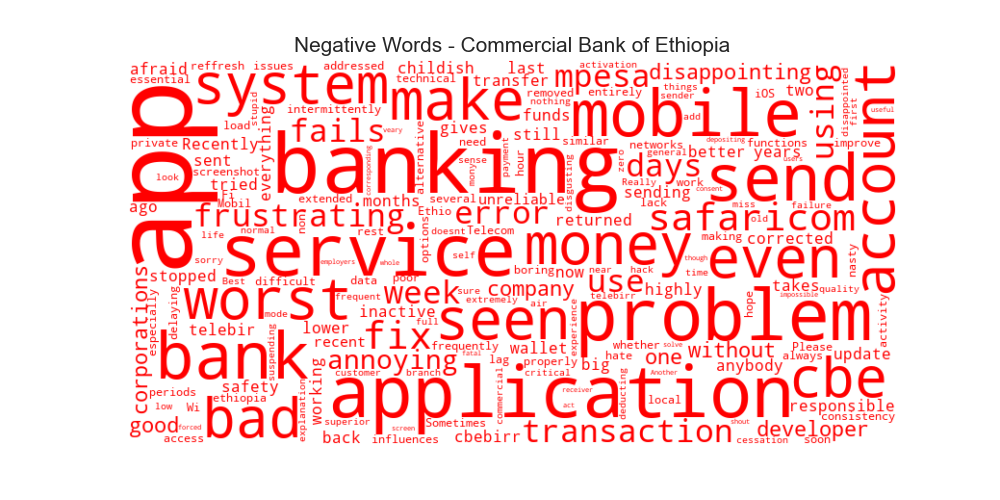 Negative Words - Commercial Bank of Ethiopia
afraid reffresh issues addressed childish last mpesa activation disappointing things
essential system technical transfer removed entirely sender iOS two using disappointed first useful
app stupid intermittently make funds nothing mobile add account
load fails gives need still similar networks functions improve
private Recently everything veary alternative sense mony payment hour disgusting zero general better years depositing users
look screenshot sent banking corresponding days work send consent
tried Fi Mobil extended months several unreliable Really sending lack miss failure
ago frustrating non Ethio error returned safaricom old
life normal rest options doesnt Telecom money making corrected
sorry service self boring now near hack even time though nasty
corporations stopped Best difficult employers whole data poor sure air use telebirr highly takes quality impossible
especially delaying periods worst mode frequent week extremely company experience hope activity
telebir suspending lower inactive fix full seen wallet problem whether solve Please
low Wi recent frequently lag properly hate one without always update
bank safety annoying fatal critical big Another anybody cbe
ethiopia working customer branch application receiver deducting local responsible
good forced bad explanation superior commercial act consistency
access back screen Sometimes transaction shout developer
influences cbebirr cessation soon